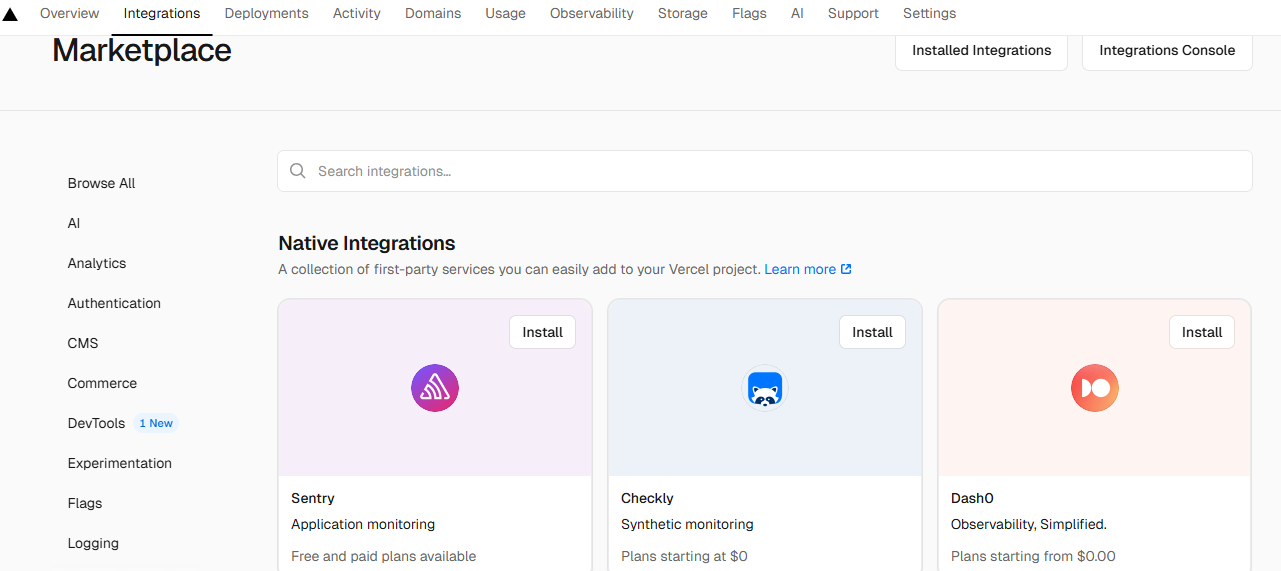 Overview Integrations Deployments Activity Domains Usage Observability Storage Flags AI Support Settings
Marketplace
Installed Integrations
Integrations Console
Browse All
AI
Analytics
Authentication
CMS
Commerce
DevTools 1 New
Experimentation
Flags
Logging
Search integrations…
Native Integrations
A collection of first-party services you can easily add to your Vercel project. Learn more
Install
Sentry
Application monitoring
Free and paid plans available
Install
Checkly
Synthetic monitoring
Plans starting at $0
Install
Dash0
Observability, Simplified.
Plans starting from $0.00